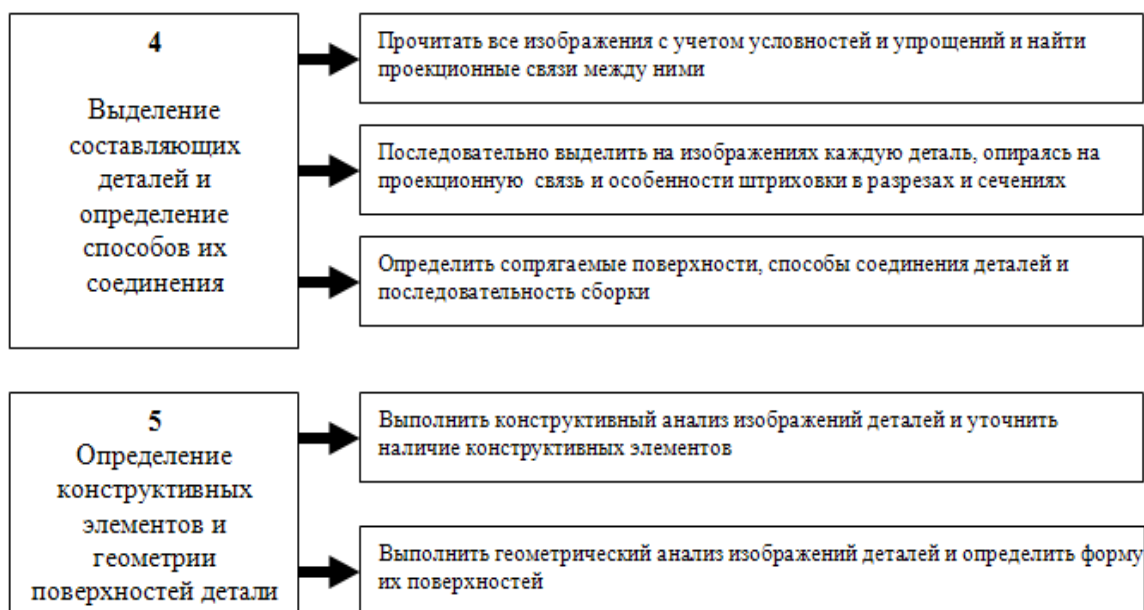 4
Выделение
составляющих
деталей и
определение
способов их
соединения
Прочитать все изображения с учетом условностей и упрощений и найти
проекционные связи между ними
Последовательно выделить на изображениях каждую деталь, опираясь на
проекционную связь и особенности штриховки в разрезах и сечениях
Определить сопрягаемые поверхности, способы соединения деталей и
последовательность сборки
5
Определение
конструктивных
элементов и
геометрии
поверхностей детали
Выполнить конструктивный анализ изображений деталей и уточнить
наличие конструктивных элементов
Выполнить геометрический анализ изображений деталей и определить форму
их поверхностей